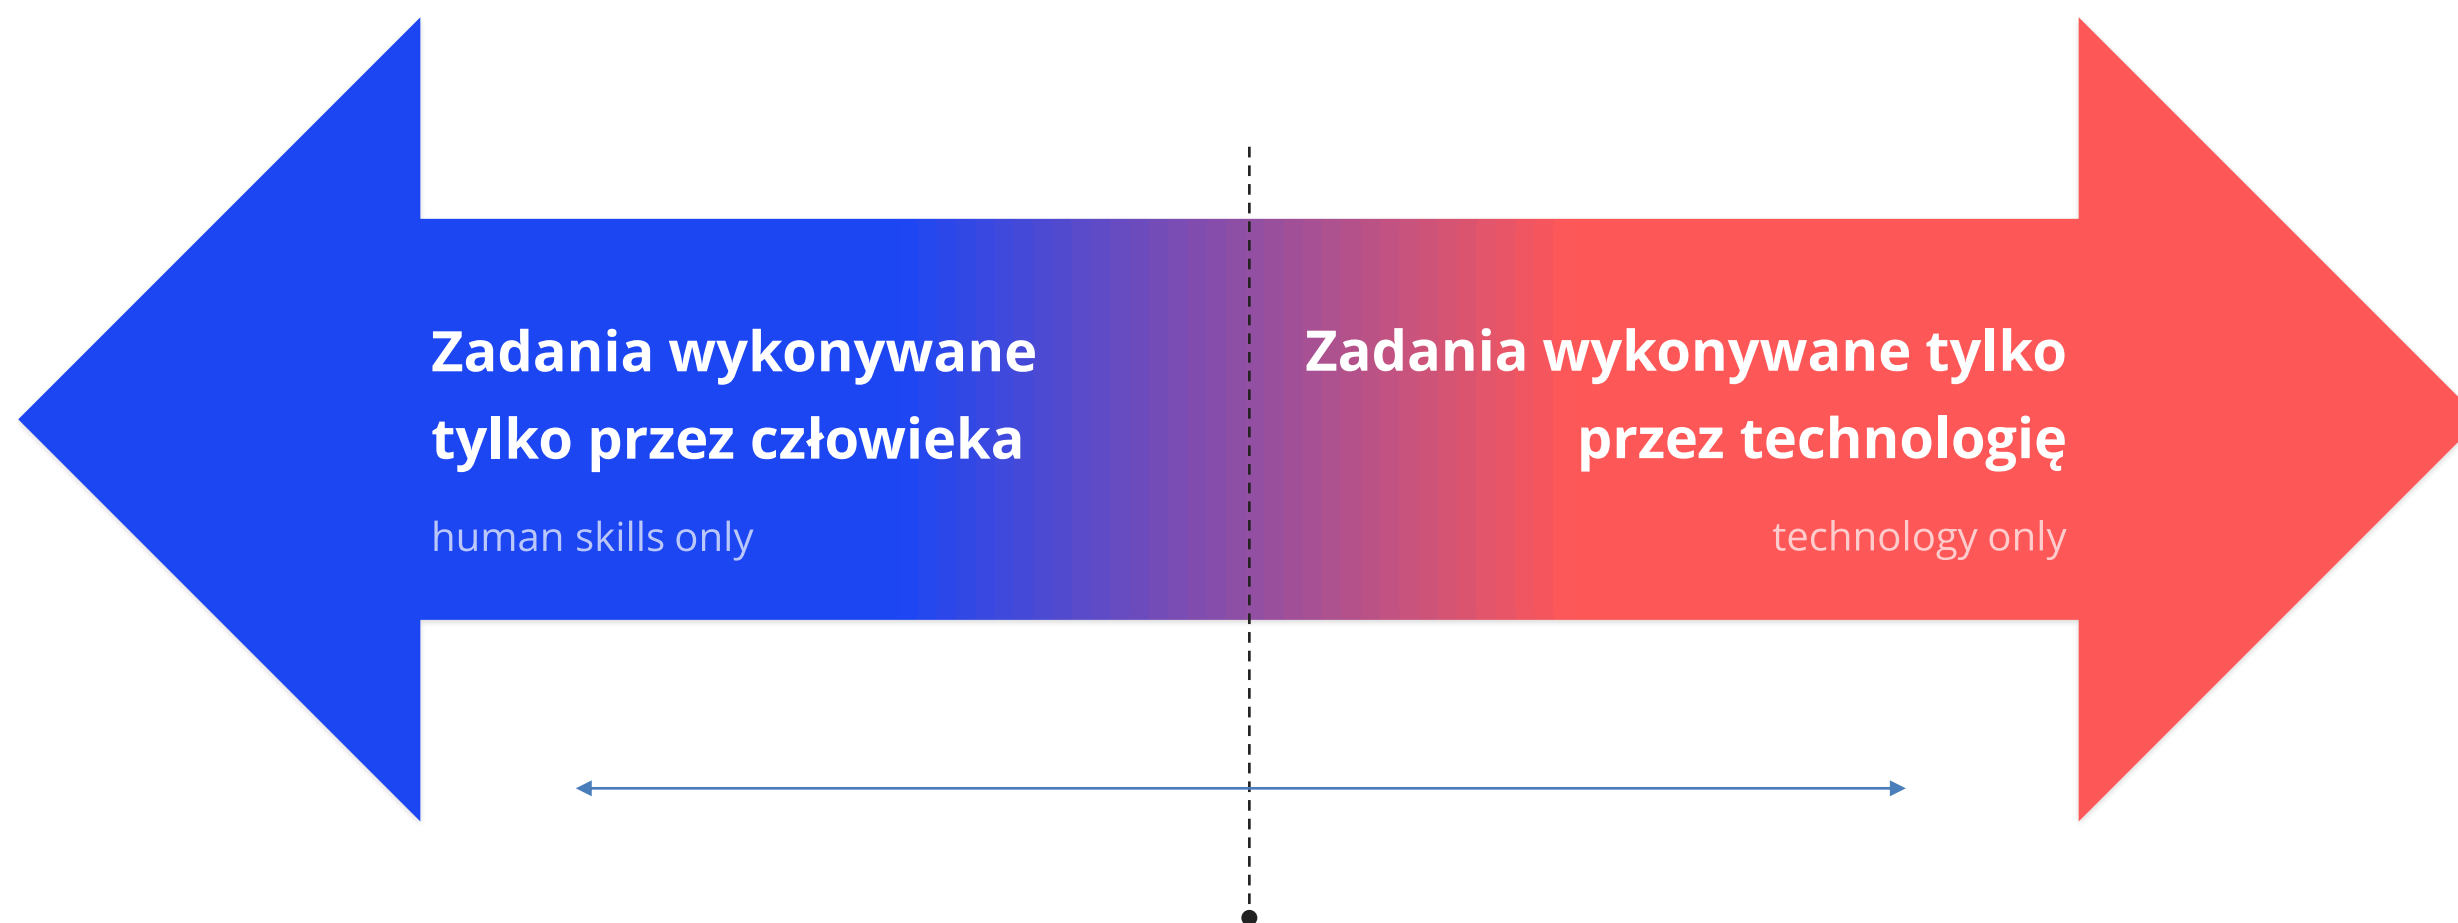 Zadania wykonywane
tylko przez człowieka
human skills only
Zadania wykonywane tylko
przez technologię
technology only